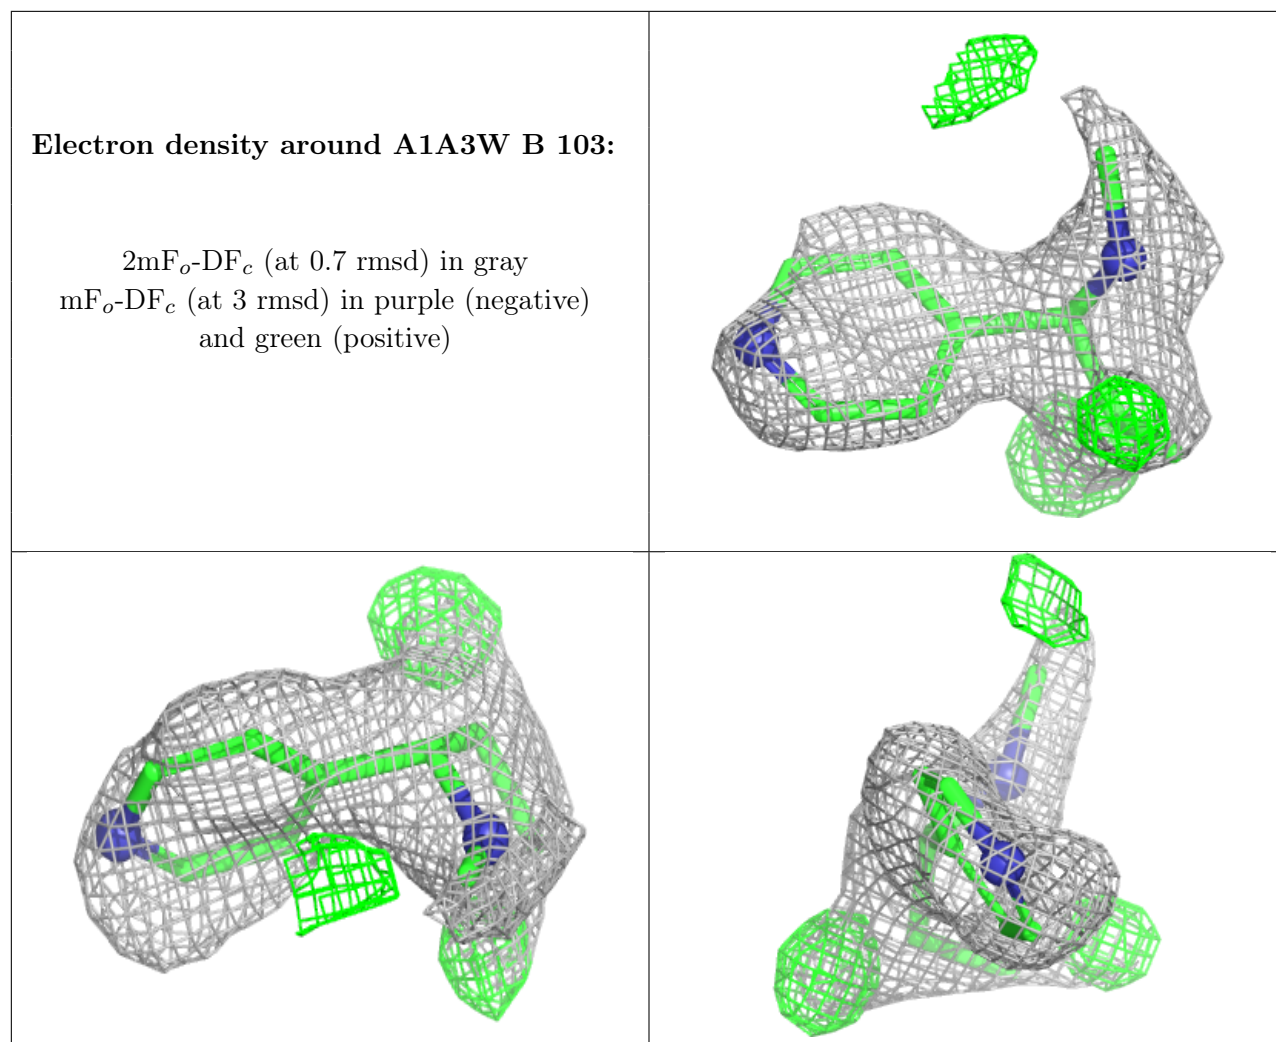 Electron density around A1A3W B 103:
2mFo-DFc (at 0.7 rmsd) in gray
mFo-DFc (at 3 rmsd) in purple (negative)
and green (positive)